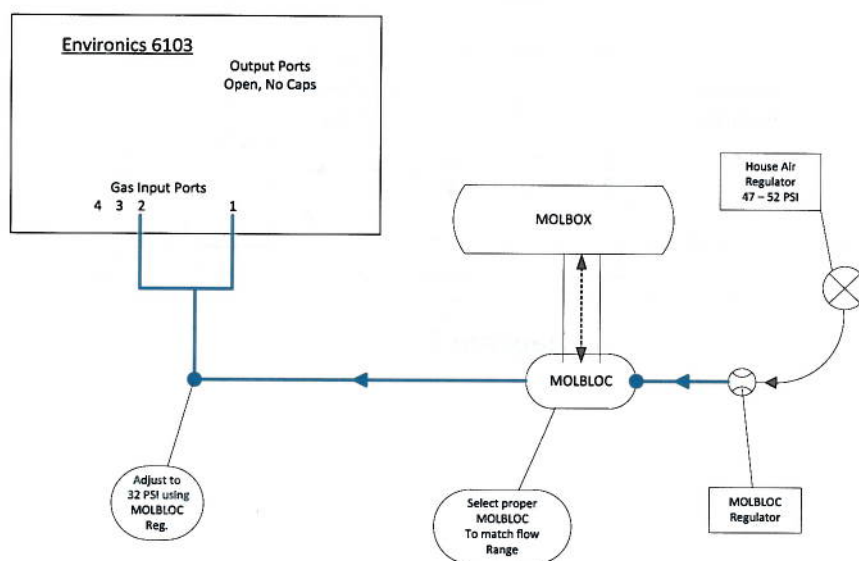 Environics 6103
Output Ports
Open, No Caps
Gas Input Ports
4 3 2 1
House Air
Regulator
47 – 52 PSI
MOLBOX
MOLBLOC
Adjust to
32 PSI using
MOLBLOC
Reg.
Select proper
MOLBLOC
To match flow
Range
MOLBLOC
Regulator